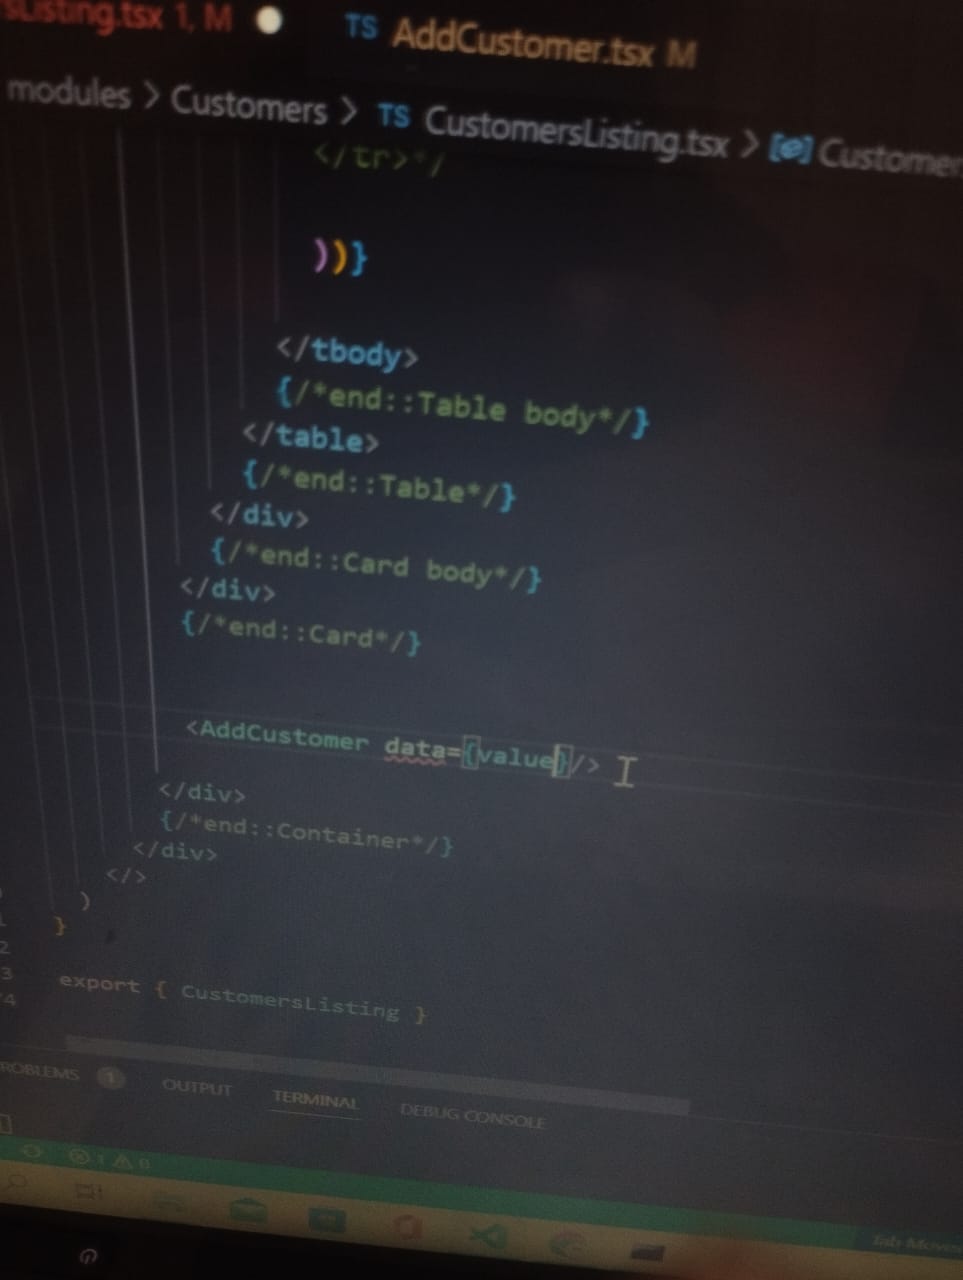 sListing.tsx 1, M
TS AddCustomer.tsx M
modules > Customers > TS CustomersListing.tsx > Customer
</tr>*/
))}
</tbody>
{/*end::Table body*/}
</table>
{/*end::Table*/}
</div>
{/*end::Card body*/}
</div>
{/*end::Card*/}
<AddCustomer data={value}/>
</div>
{/*end::Container*/}
</div>
</>
)
}
export { CustomersListing }
2
3
4
ROBLEMS 1 OUTPUT TERMINAL DEBUG CONSOLE
1 0